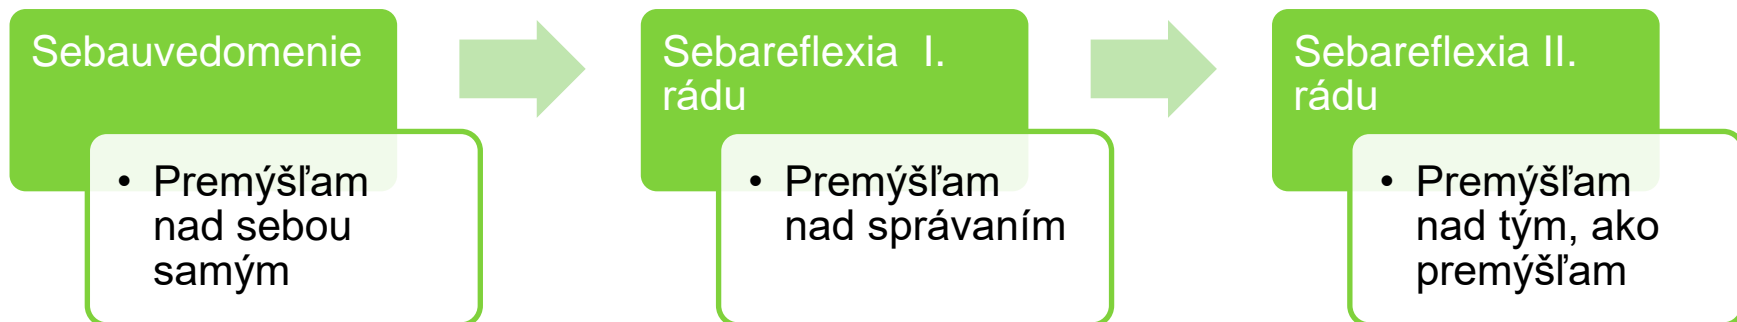 Sebauvedomenie
• Premýšľam
nad sebou
samým
Sebareflexia I.
rádu
• Premýšľam
nad správaním
Sebareflexia II.
rádu
• Premýšľam
nad tým, ako
premýšľam